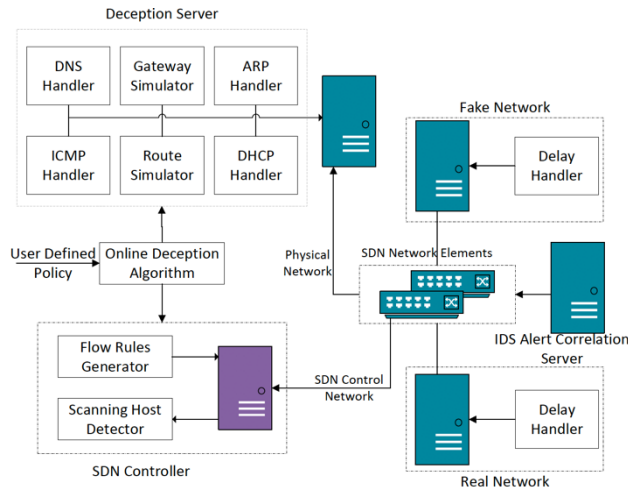 Deception Server
DNS
Handler
Gateway
Simulator
ARP
Handler
ICMP
Handler
Route
Simulator
DHCP
Handler
Fake Network
Delay
Handler
User Defined
Policy
Online Deception
Algorithm
Physical
Network
SDN Network Elements
IDS Alert Correlation
Server
Flow Rules
Generator
Scanning Host
Detector
SDN Control
Network
SDN Controller
Delay
Handler
Real Network